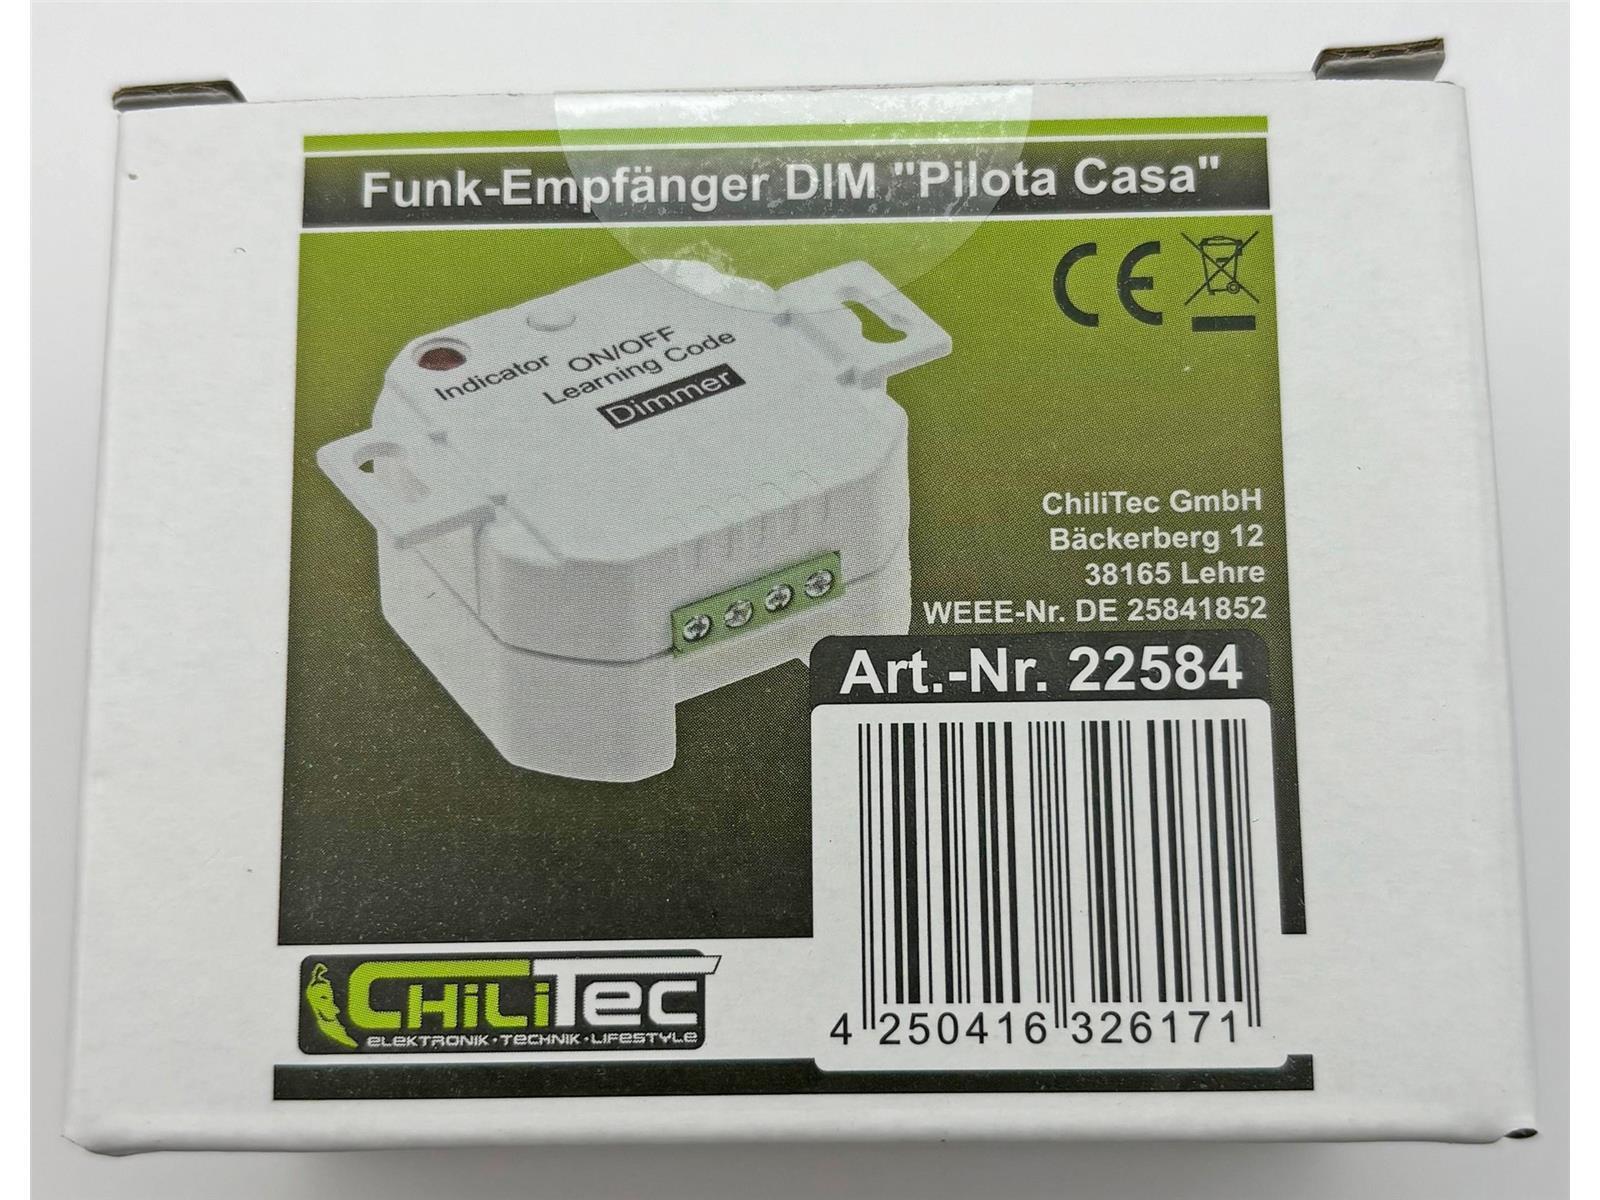 Funk-Empfänger DIM "Pilota Casa"
CE
Indicator
ON/OFF
Learning Code
Dimmer
ChiliTec GmbH
Bäckerberg 12
38165 Lehre
WEEE-Nr. DE 25841852
Art.-Nr. 22584
4 250416 326171
CHiLiTec
ELEKTRONIK·TECHNIK·LIFESTYLE